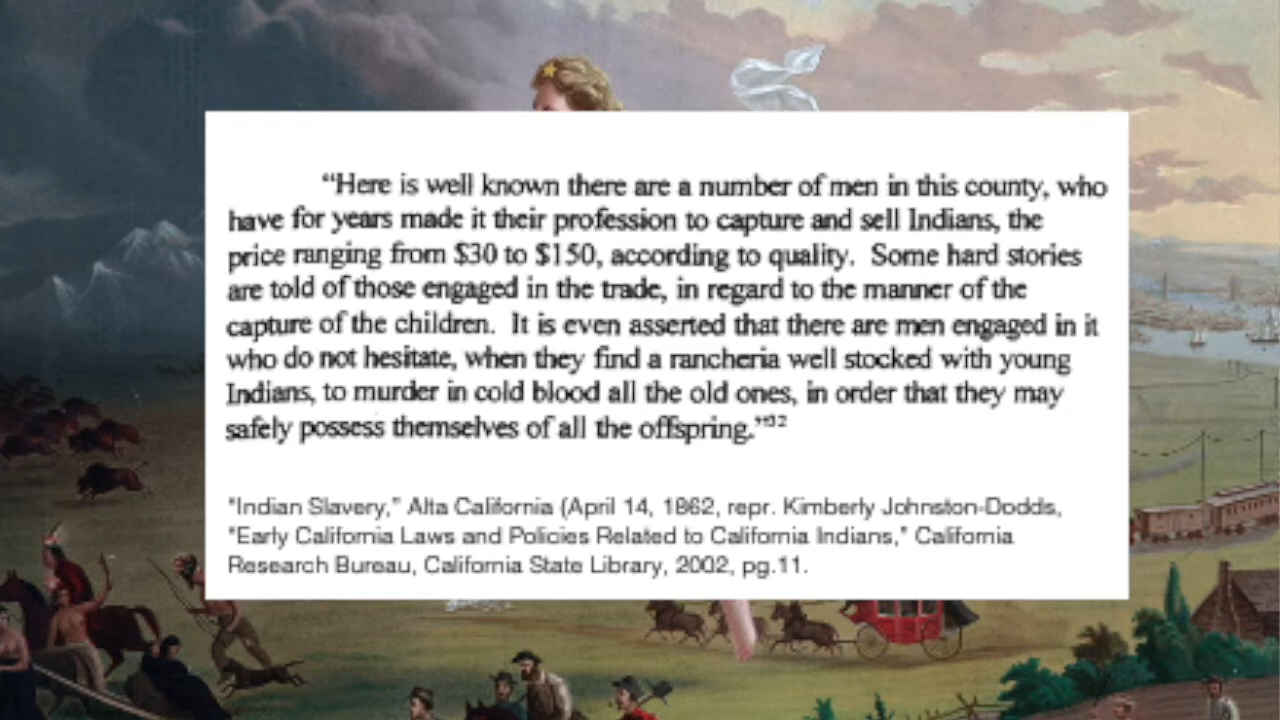 “Here is well known there are a number of men in this county, who
have for years made it their profession to capture and sell Indians, the
price ranging from $30 to $150, according to quality.  Some hard stories
are told of those engaged in the trade, in regard to the manner of the
capture of the children.  It is even asserted that there are men engaged in it
who do not hesitate, when they find a rancheria well stocked with young
Indians, to murder in cold blood all the old ones, in order that they may
safely possess themselves of all the offspring.”³²
"Indian Slavery," Alta California (April 14, 1862, repr. Kimberly Johnston-Dodds,
"Early California Laws and Policies Related to California Indians," California
Research Bureau, California State Library, 2002, pg.11.